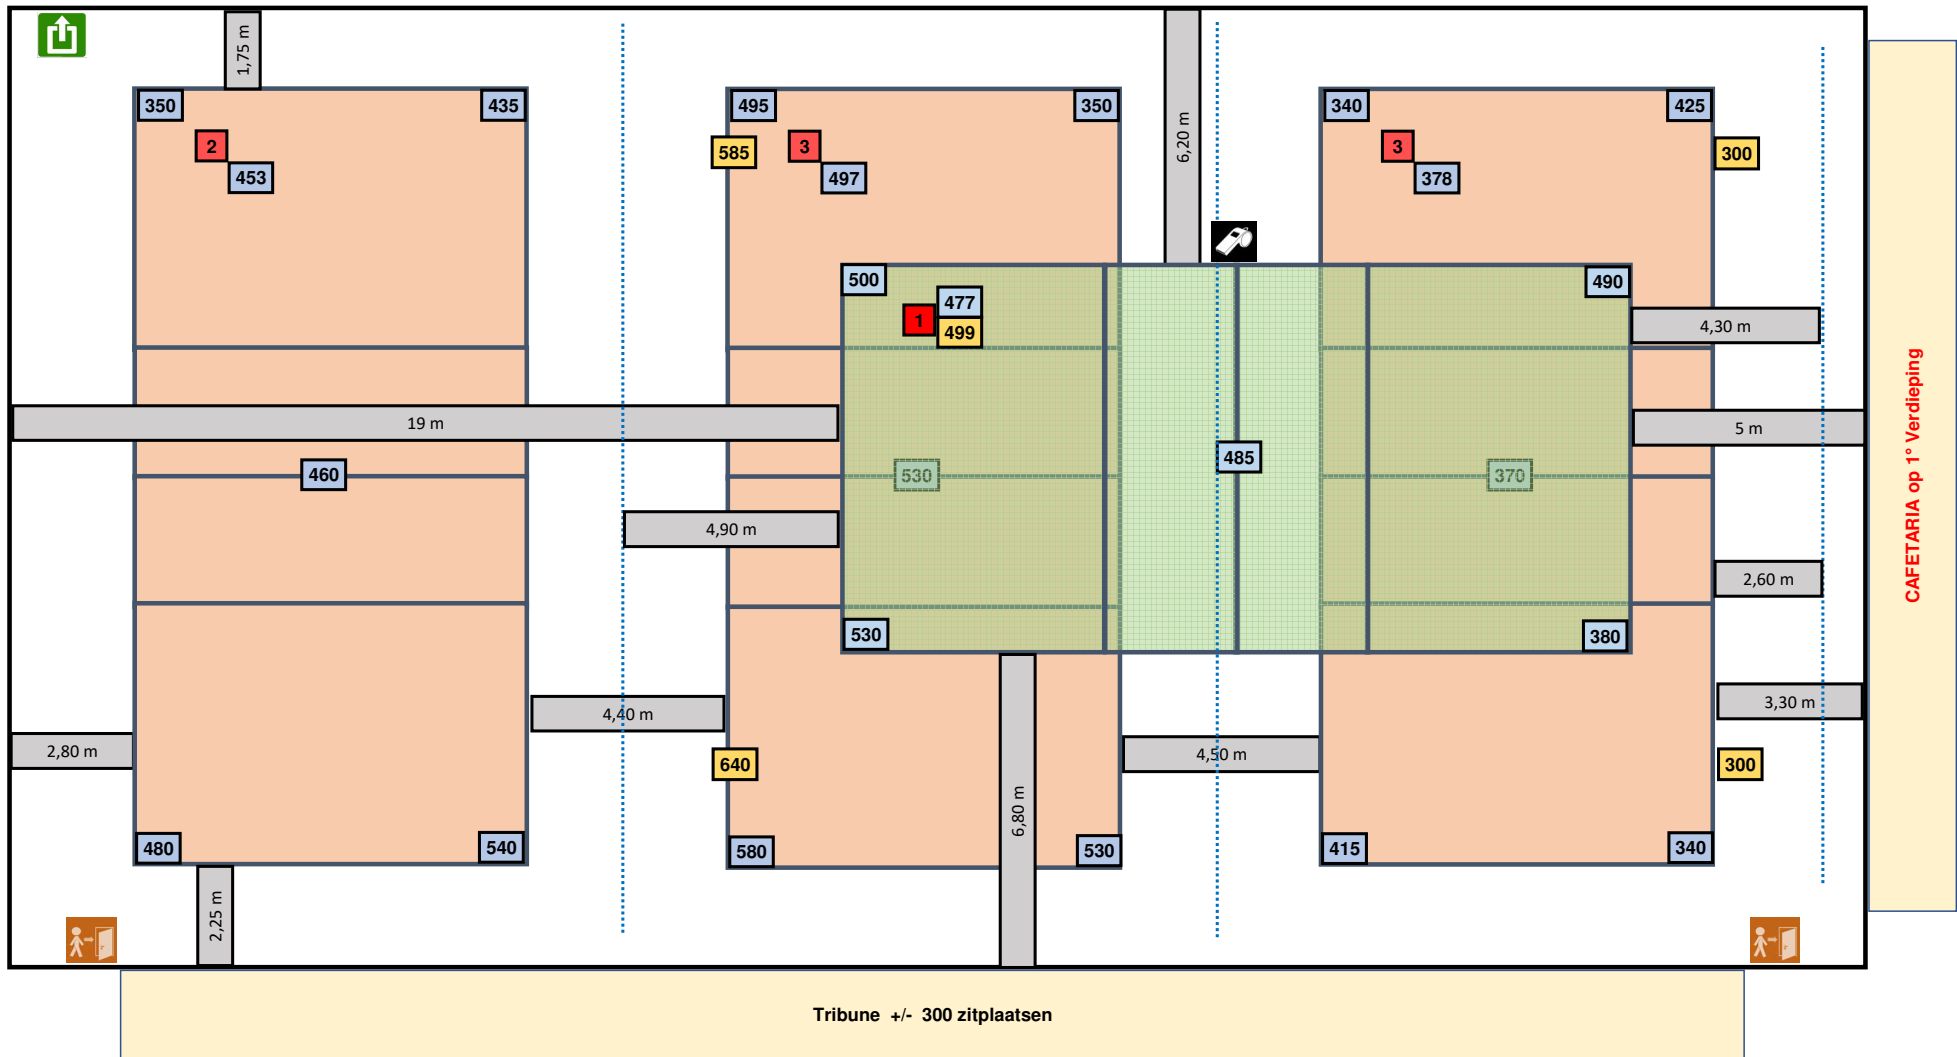 1,75 m
6,20 m
350
435
495
350
340
425
2
453
585
3
497
3
378
300
500
490
1
477
499
4,30 m
19 m
5 m
460
530
485
370
4,90 m
2,60 m
530
380
4,40 m
3,30 m
2,80 m
4,50 m
640
300
6,80 m
480
540
580
530
415
340
2,25 m
CAFETARIA op 1° Verdieping
Tribune +/- 300 zitplaatsen